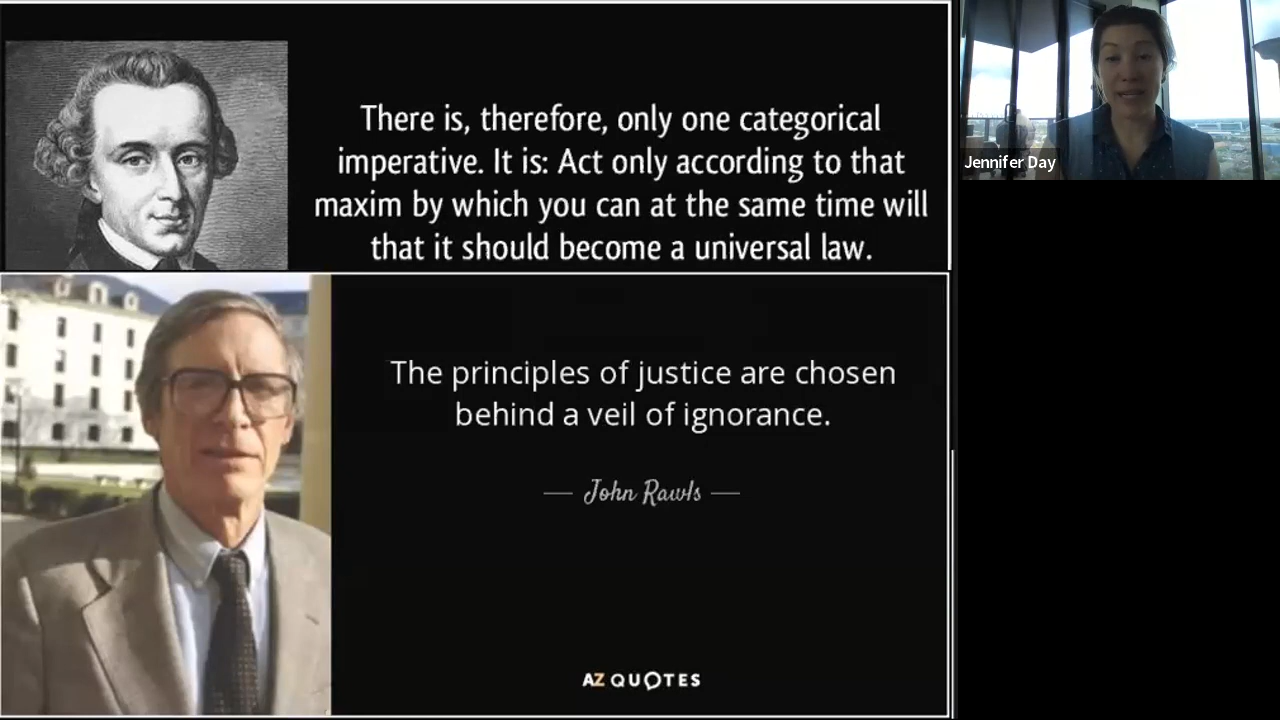 There is, therefore, only one categorical
imperative. It is: Act only according to that
maxim by which you can at the same time will
that it should become a universal law.
The principles of justice are chosen
behind a veil of ignorance.
— John Rawls —
AZ QUOTES
Jennifer Day